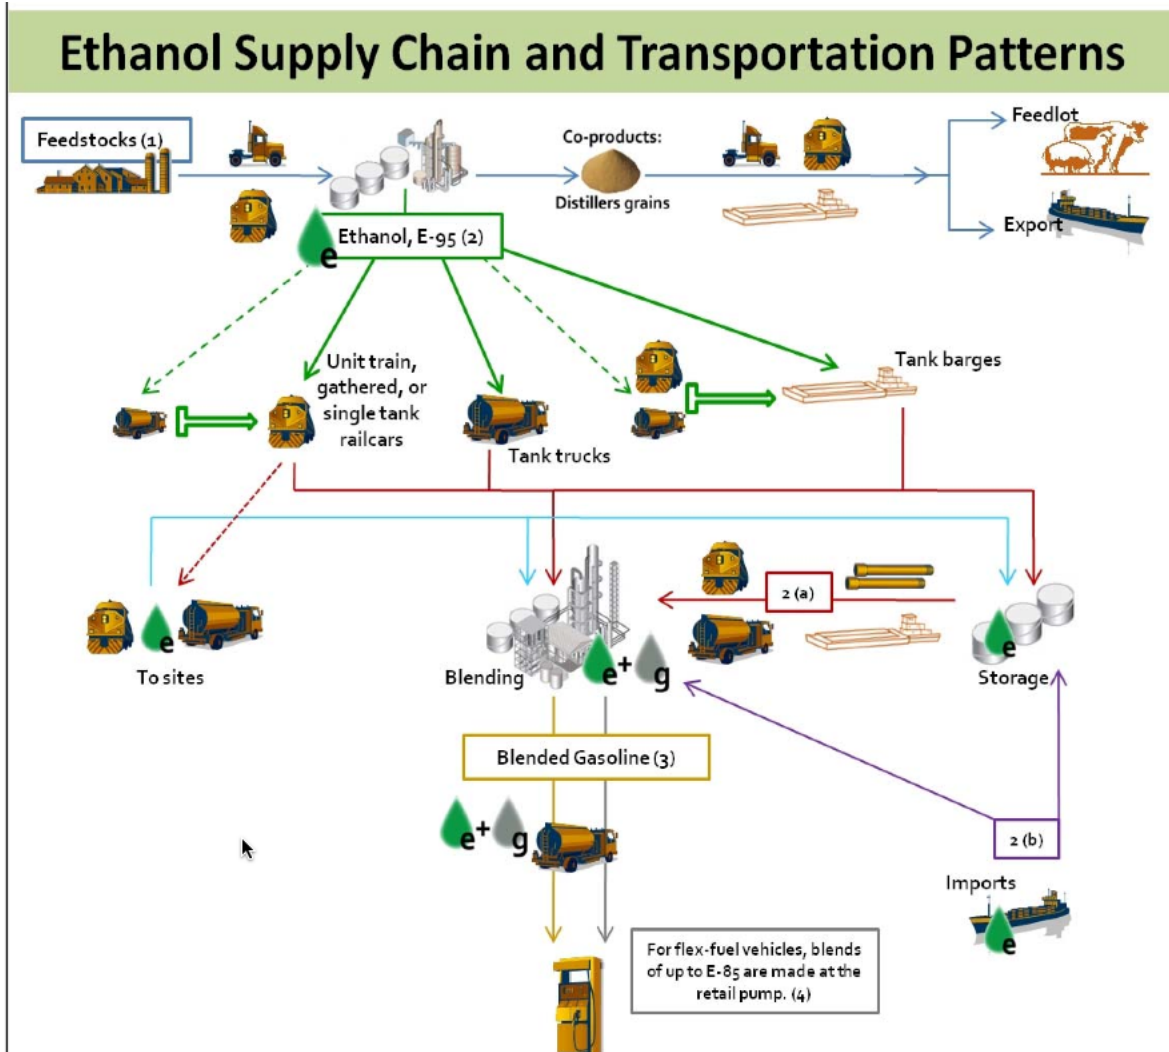 Ethanol Supply Chain and Transportation Patterns
Feedstocks (1)
Co-products:
Distillers grains
Feedlot
Export
Ethanol, E-95 (2)
e
Unit train,
gathered, or
single tank
railcars
Tank trucks
Tank barges
e
To sites
Blending
e + g
2 (a)
e
Storage
Blended Gasoline (3)
e + g
2 (b)
Imports
e
For flex-fuel vehicles, blends
of up to E-85 are made at the
retail pump. (4)